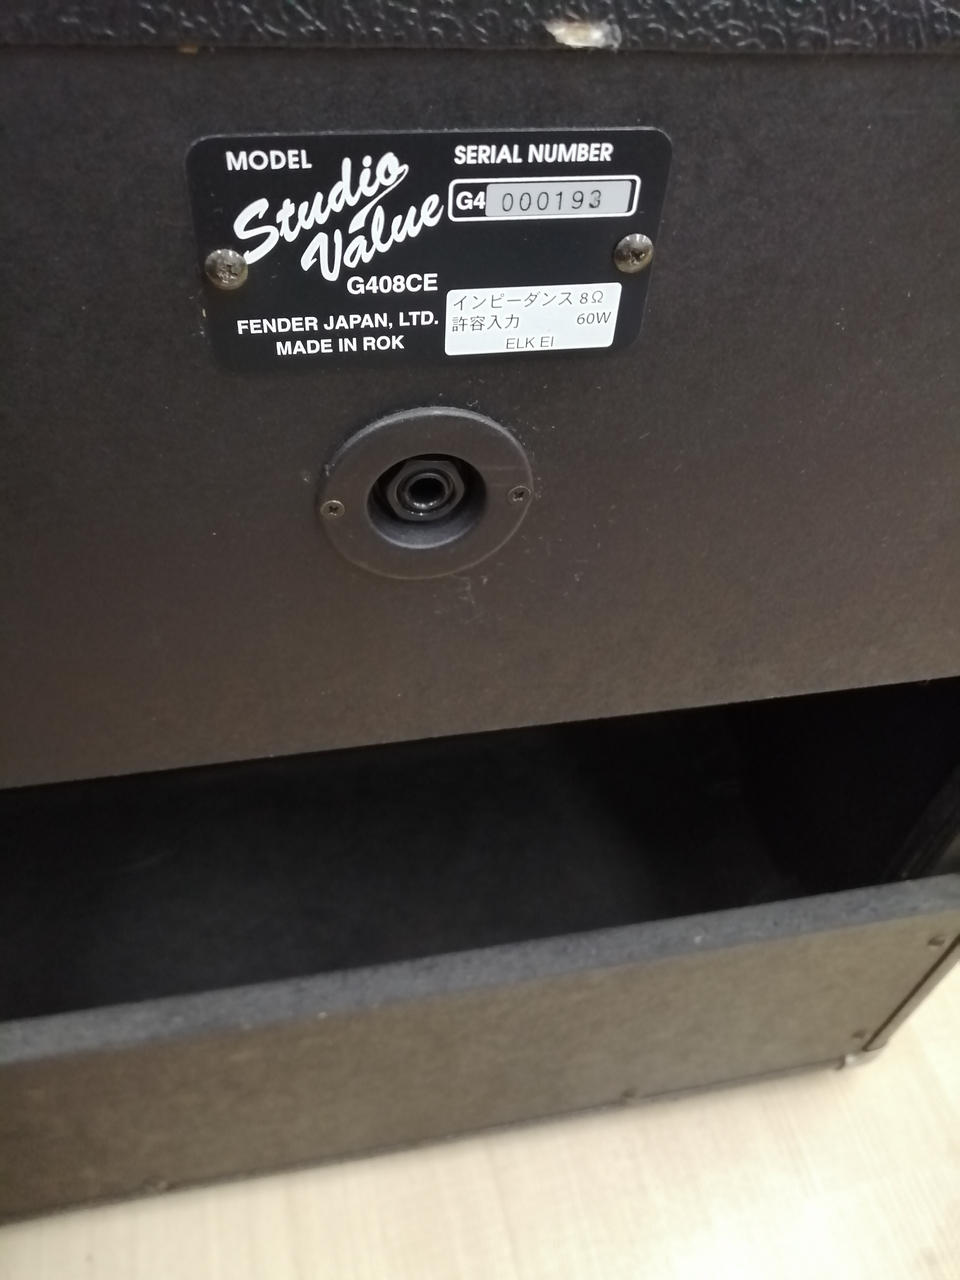 MODEL
Studio
Value
G408CE
SERIAL NUMBER
G4 000193
FENDER JAPAN, LTD.
MADE IN ROK
インピーダンス 8Ω
許容入力 60W
ELK EI